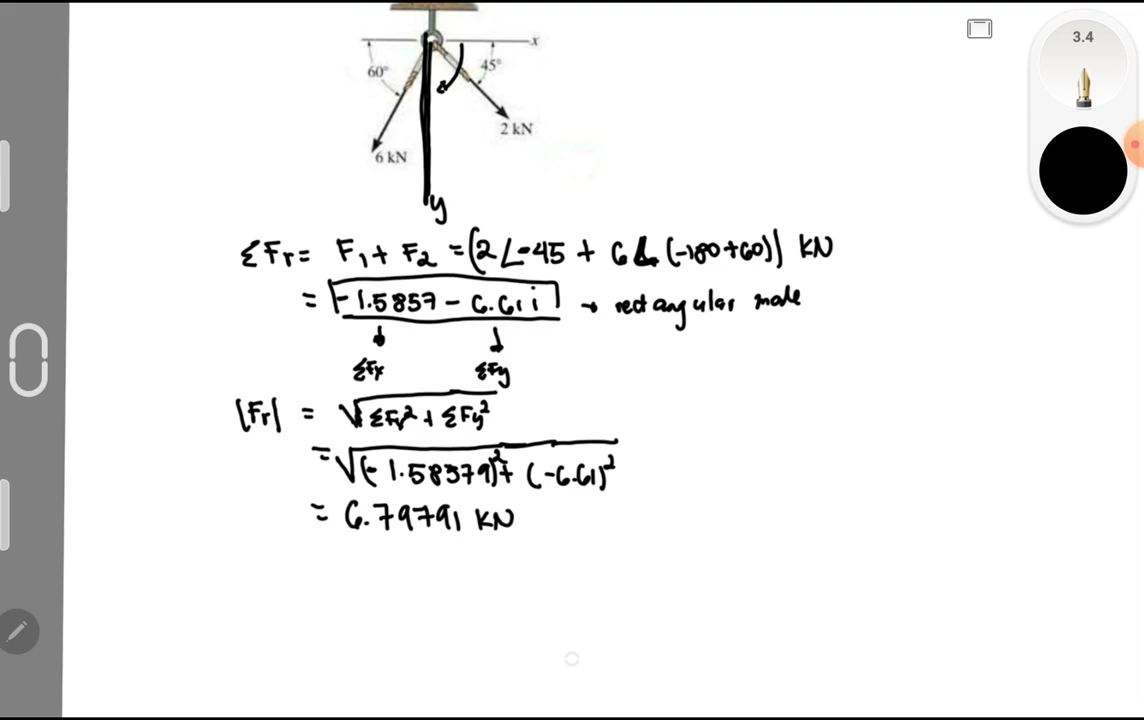 3.4
x
60°
45°
2 kN
6 kN
y
ΣFr = F1 + F2 = (2∠-45 + 6∠(-180+60)) KN
= -1.5857 - 6.61i → rectangular mode
ΣFx ΣFy
|Fr| = √ΣFx² + ΣFy²
= √(-1.58579)² + (-6.61)²
= 6.79791 KN